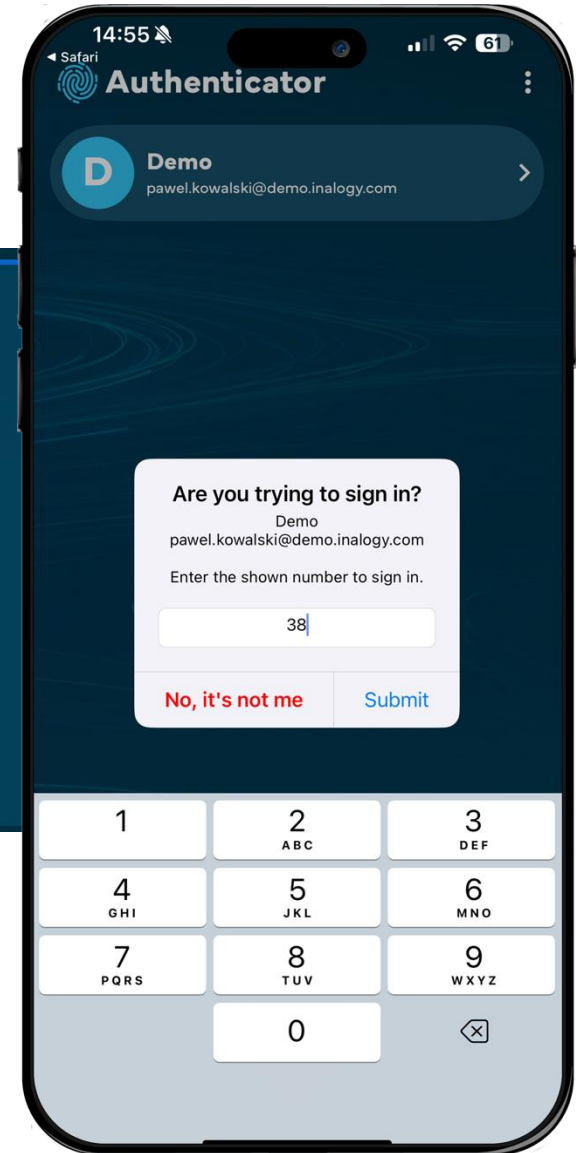 14:55
61
◂ Safari
Authenticator
D
Demo
pawel.kowalski@demo.inalogy.com
Are you trying to sign in?
Demo
pawel.kowalski@demo.inalogy.com
Enter the shown number to sign in.
38
No, it's not me Submit
1 2 3
ABC DEF
4 5 6
GHI JKL MNO
7 8 9
PQRS TUV WXYZ
0